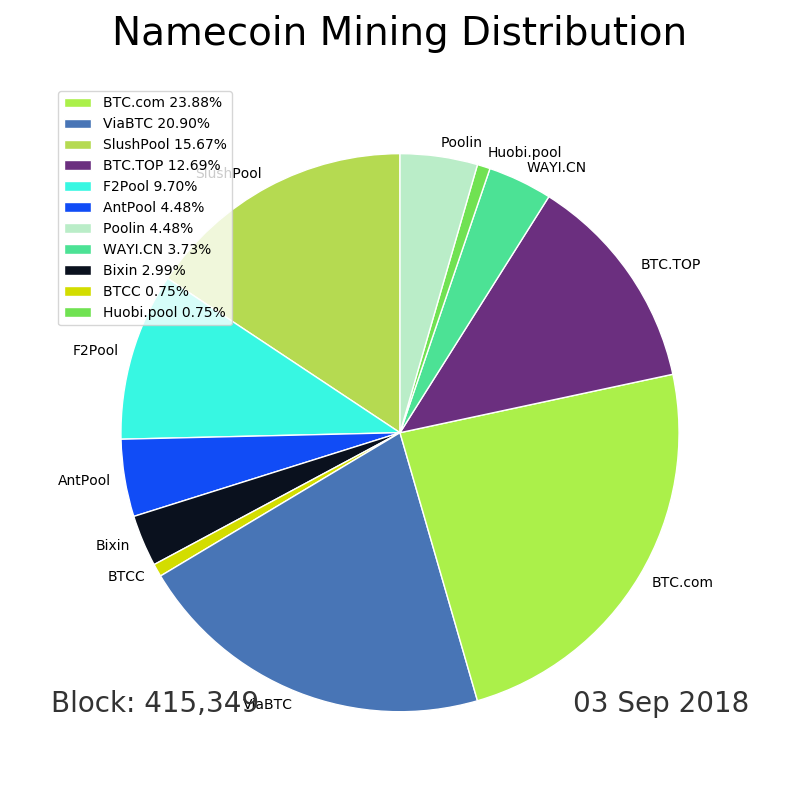 Namecoin Mining Distribution
BTC.com 23.88%
ViaBTC 20.90%
SlushPool 15.67%
BTC.TOP 12.69%
F2Pool 9.70%
AntPool 4.48%
Poolin 4.48%
WAYI.CN 3.73%
Bixin 2.99%
BTCC 0.75%
Huobi.pool 0.75%
Poolin
Huobi.pool
WAYI.CN
SlushPool
BTC.TOP
F2Pool
AntPool
Bixin
BTCC
BTC.com
ViaBTC
Block: 415,349
03 Sep 2018